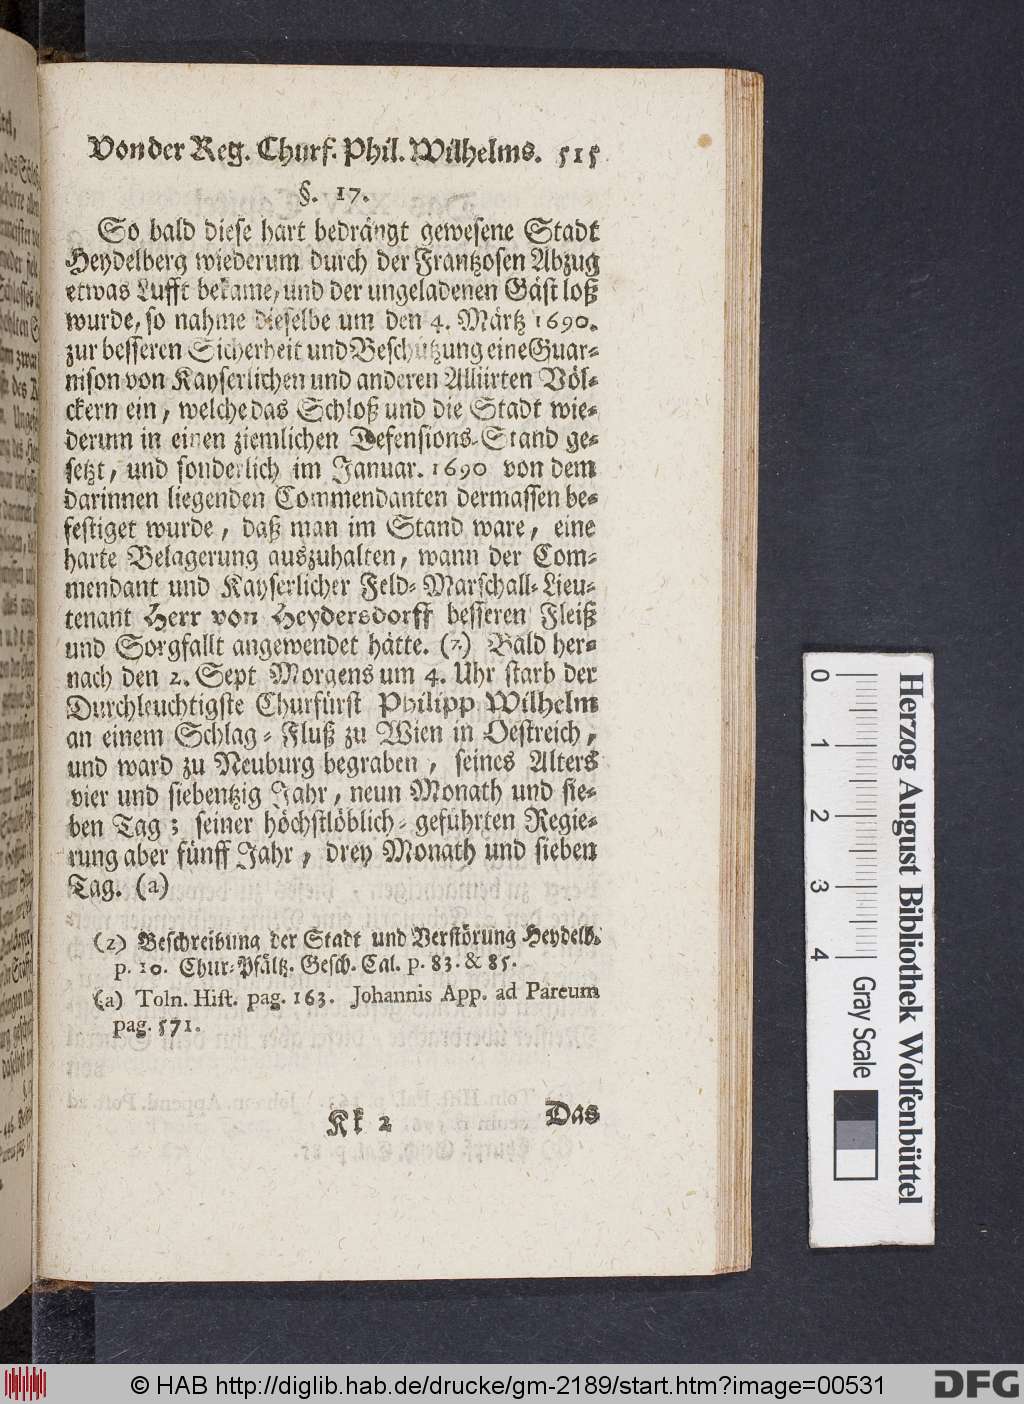 Von der Reg. Churf. Phil. Wilhelms. 515
§. 17.
So bald diese hart bedrängt gewesene Stadt
Heydelberg wiederum durch der Frantzosen Abzug
etwas Lufft bekame, und der ungeladenen Gäst loß
wurde, so nahme dieselbe um den 4. Märtz 1690.
zur besseren Sicherheit und Beschützung eine Guar-
nison von Kayserlichen und anderen Alliirten Völ-
ckern ein, welche das Schloß und die Stadt wie-
derum in einen ziemlichen Defensions-Stand ge-
setzt, und sonderlich im Januar. 1690 von dem
darinnen liegenden Commendanten dermassen be-
festiget wurde, daß man im Stand ware, eine
harte Belagerung auszuhalten, wann der Com-
mendant und Kayserlicher Feld-Marschall-Lieu-
tenant Herr von Heydersdorff besseren Fleiß
und Sorgfallt angewendet hätte. (z) Bald her-
nach den 2. Sept Morgens um 4. Uhr starb der
Durchleuchtigste Churfürst Philipp Wilhelm
an einem Schlag-Fluß zu Wien in Oestreich,
und ward zu Neuburg begraben, seines Alters
vier und siebentzig Jahr, neun Monath und sie-
ben Tag; seiner höchstlöblich-geführten Regie-
rung aber fünff Jahr, drey Monath und sieben
Tag. (a)
(z) Beschreibung der Stadt und Verstörung Heydelb.
p. 10. Chur-Pfältz. Gesch. Cal. p. 83. & 85.
(a) Toln. Hist. pag. 163. Johannis App. ad Pareum
pag. 571.
Kk 2 Das
Herzog August Bibliothek Wolfenbüttel
0 1 2 3 4
Gray Scale
© HAB http://diglib.hab.de/drucke/gm-2189/start.htm?image=00531
DFG